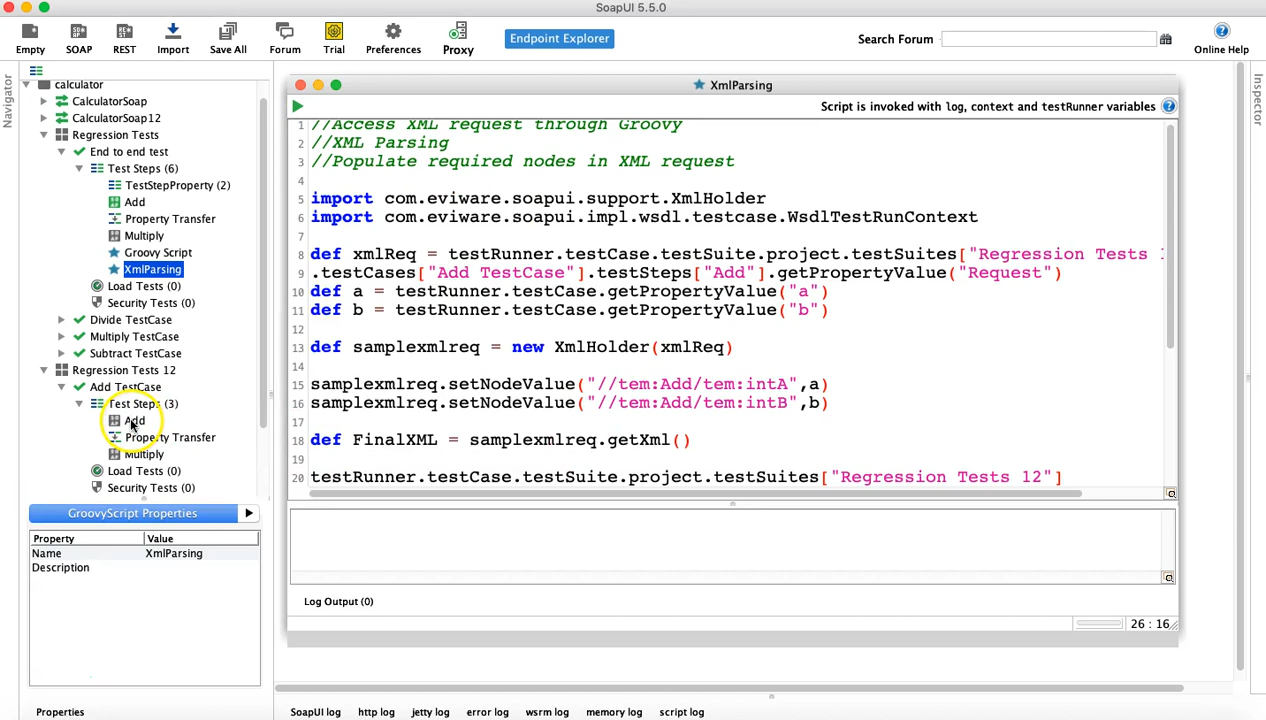 SoapUI 5.5.0
Empty SOAP REST Import Save All Forum Trial Preferences Proxy Endpoint Explorer Search Forum Online Help
Navigator
calculator
CalculatorSoap
CalculatorSoap12
Regression Tests
End to end test
Test Steps (6)
TestStepProperty (2)
Add
Property Transfer
Multiply
Groovy Script
XmlParsing
Load Tests (0)
Security Tests (0)
Divide TestCase
Multiply TestCase
Subtract TestCase
Regression Tests 12
Add TestCase
Test Steps (3)
Add
Property Transfer
Multiply
Load Tests (0)
Security Tests (0)
GroovyScript Properties
Property Value
Name XmlParsing
Description
Properties
XmlParsing
Script is invoked with log, context and testRunner variables
1 //Access XML request through Groovy
2 //XML Parsing
3 //Populate required nodes in XML request
4
5 import com.eviware.soapui.support.XmlHolder
6 import com.eviware.soapui.impl.wsdl.testcase.WsdlTestRunContext
7
8 def xmlReq = testRunner.testCase.testSuite.project.testSuites["Regression Tests
9 .testCases["Add TestCase"].testSteps["Add"].getPropertyValue("Request")
10 def a = testRunner.testCase.getPropertyValue("a")
11 def b = testRunner.testCase.getPropertyValue("b")
12
13 def samplexmlreq = new XmlHolder(xmlReq)
14
15 samplexmlreq.setNodeValue("//tem:Add/tem:intA",a)
16 samplexmlreq.setNodeValue("//tem:Add/tem:intB",b)
17
18 def FinalXML = samplexmlreq.getXml()
19
20 testRunner.testCase.testSuite.project.testSuites["Regression Tests 12"]
Log Output (0)
26 : 16
Inspector
SoapUI log http log jetty log error log wsrm log memory log script log